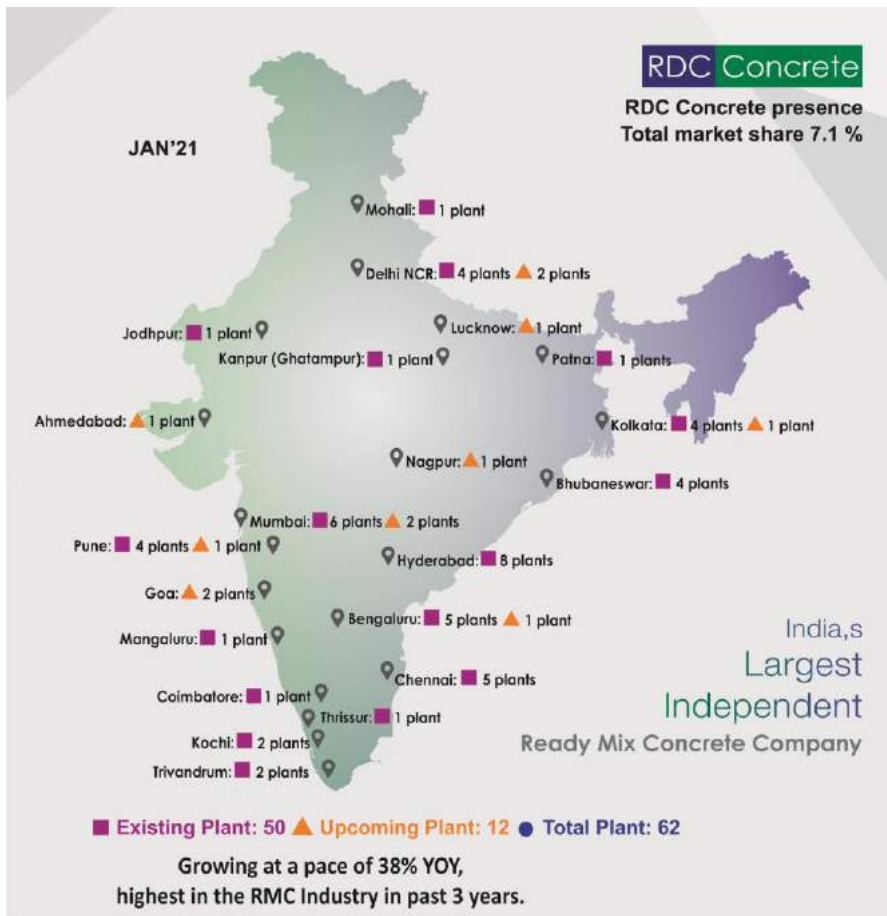 RDC Concrete
RDC Concrete presence
Total market share 7.1 %
JAN'21
Mohali: 1 plant
Delhi NCR: 4 plants 2 plants
Jodhpur: 1 plant
Lucknow: 1 plant
Kanpur (Ghatampur): 1 plant
Patna: 1 plants
Ahmedabad: 1 plant
Kolkata: 4 plants 1 plant
Nagpur: 1 plant
Bhubaneswar: 4 plants
Mumbai: 6 plants 2 plants
Pune: 4 plants 1 plant
Hyderabad: 8 plants
Goa: 2 plants
Bengaluru: 5 plants 1 plant
Mangaluru: 1 plant
Chennai: 5 plants
Coimbatore: 1 plant
Thrissur: 1 plant
Kochi: 2 plants
Trivandrum: 2 plants
India,s
Largest
Independent
Ready Mix Concrete Company
Existing Plant: 50 Upcoming Plant: 12 Total Plant: 62
Growing at a pace of 38% YOY,
highest in the RMC Industry in past 3 years.